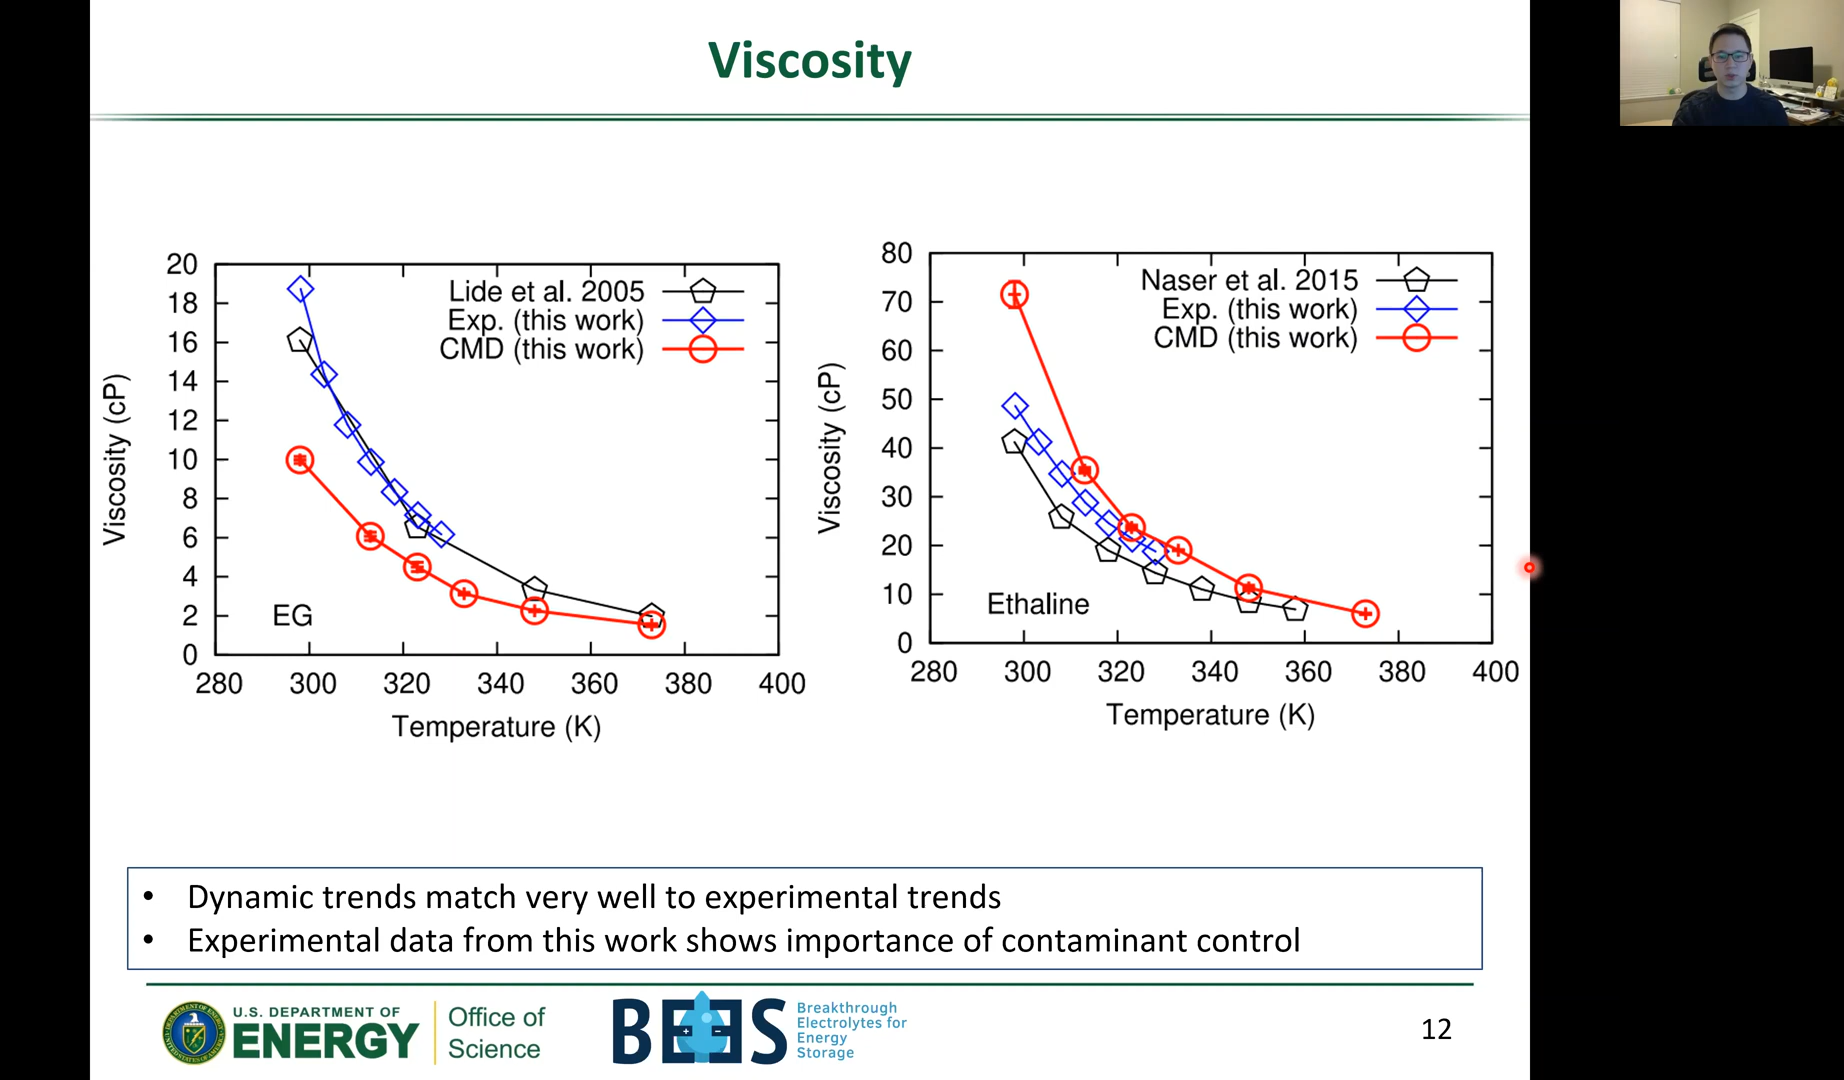 Viscosity
20
18
16
14
12
10
8
6
4
2
0
Viscosity (cP)
Lide et al. 2005
Exp. (this work)
CMD (this work)
EG
280 300 320 340 360 380 400
Temperature (K)
80
70
60
50
40
30
20
10
0
Viscosity (cP)
Naser et al. 2015
Exp. (this work)
CMD (this work)
Ethaline
280 300 320 340 360 380 400
Temperature (K)
• Dynamic trends match very well to experimental trends
• Experimental data from this work shows importance of contaminant control
U.S. DEPARTMENT OF
ENERGY
Office of
Science
BEES
Breakthrough
Electrolytes for
Energy
Storage
12